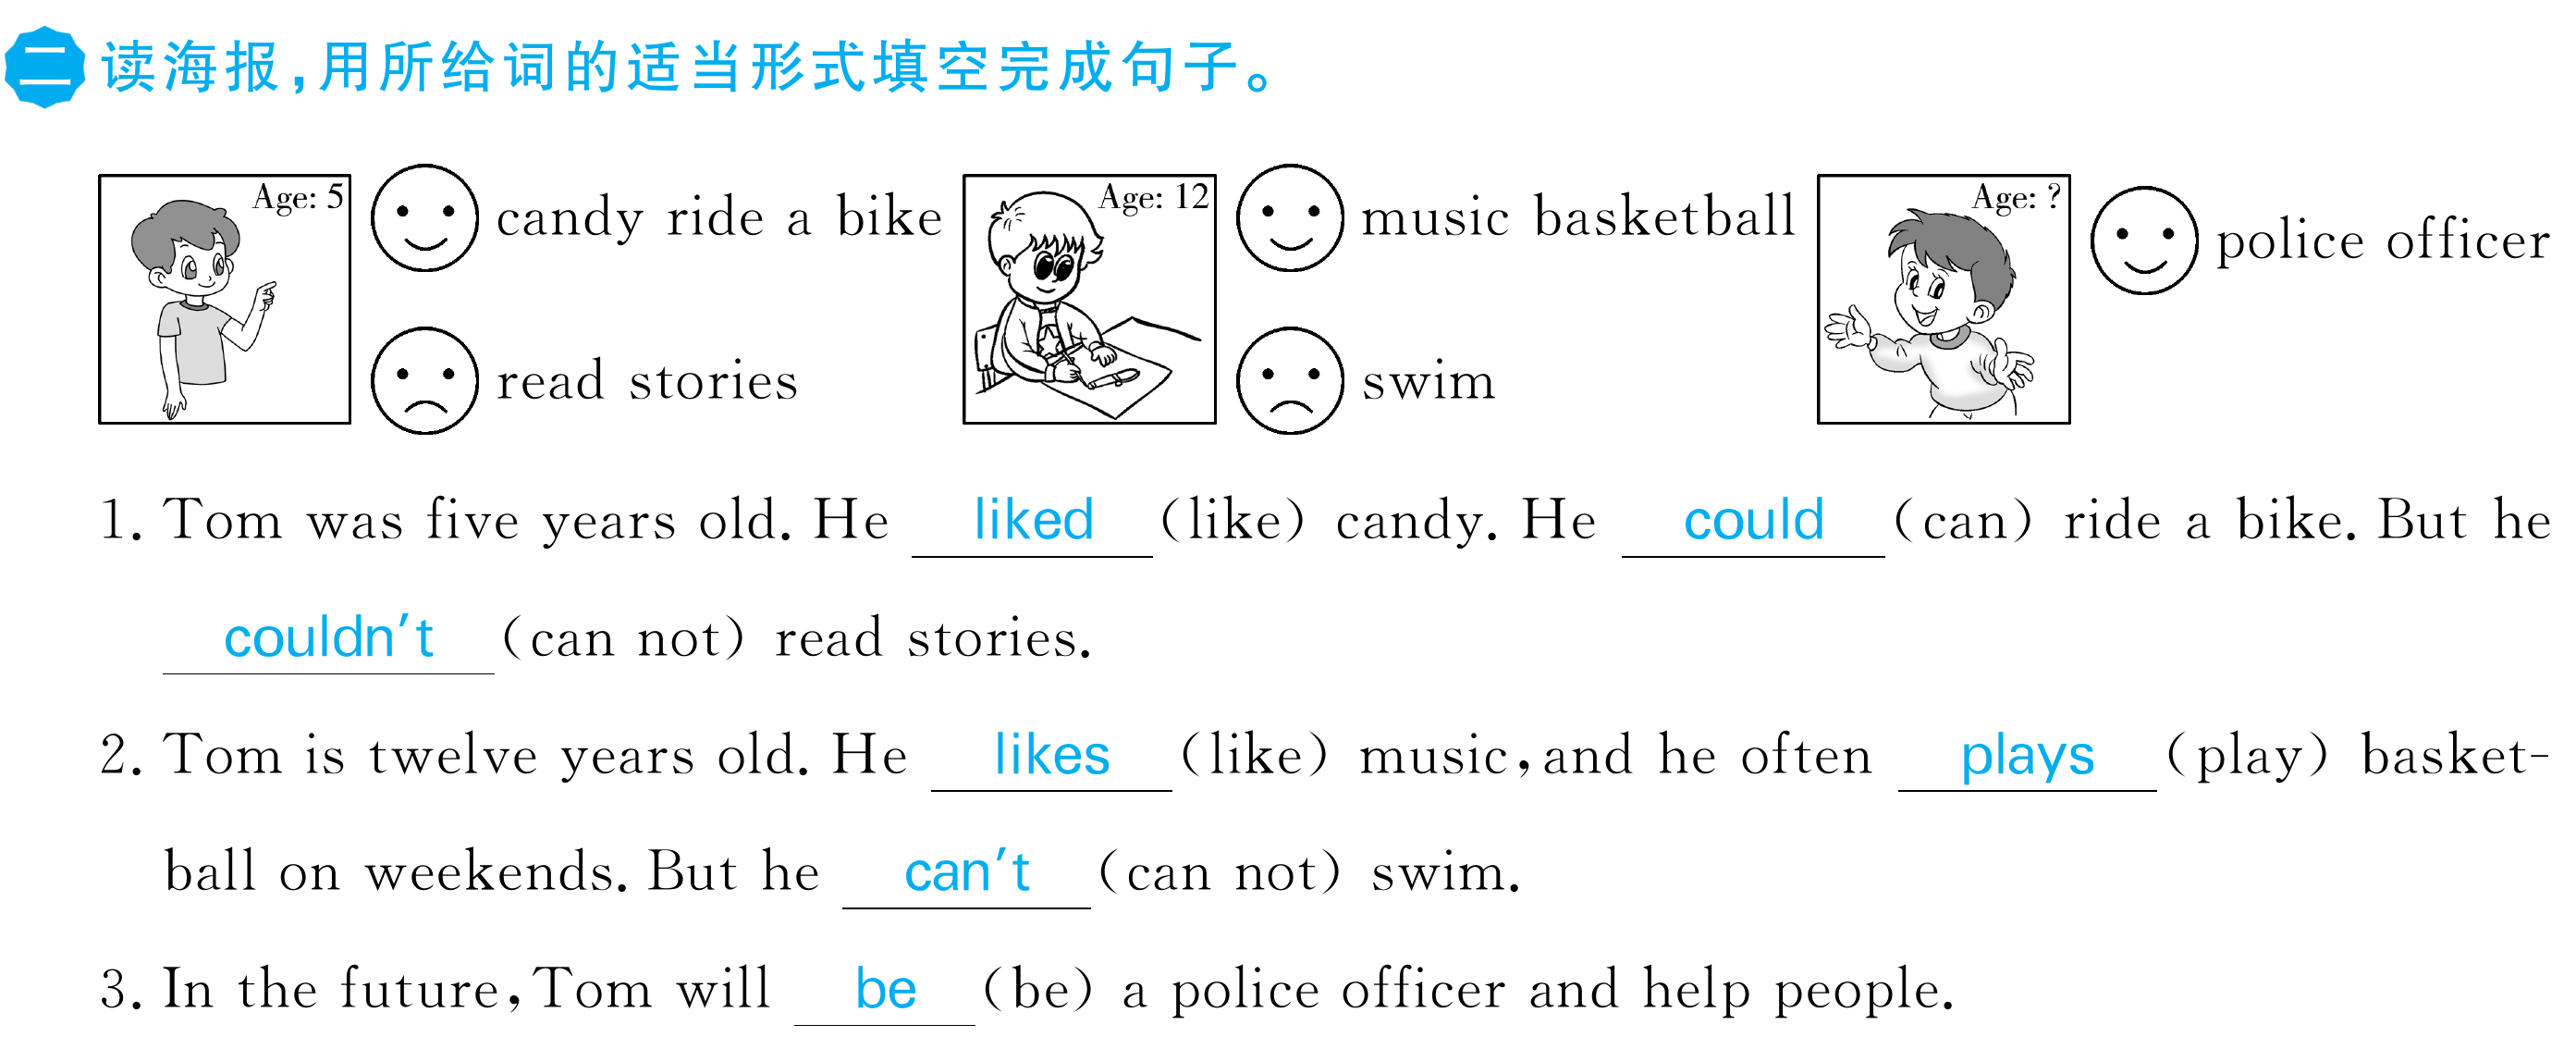 二 读海报,用所给词的适当形式填空完成句子。
Age: 5 candy ride a bike Age: 12 music basketball Age: ? police officer
read stories swim
1. Tom was five years old. He liked (like) candy. He could (can) ride a bike. But he
couldn't (can not) read stories.
2. Tom is twelve years old. He likes (like) music, and he often plays (play) basket-
ball on weekends. But he can't (can not) swim.
3. In the future, Tom will be (be) a police officer and help people.